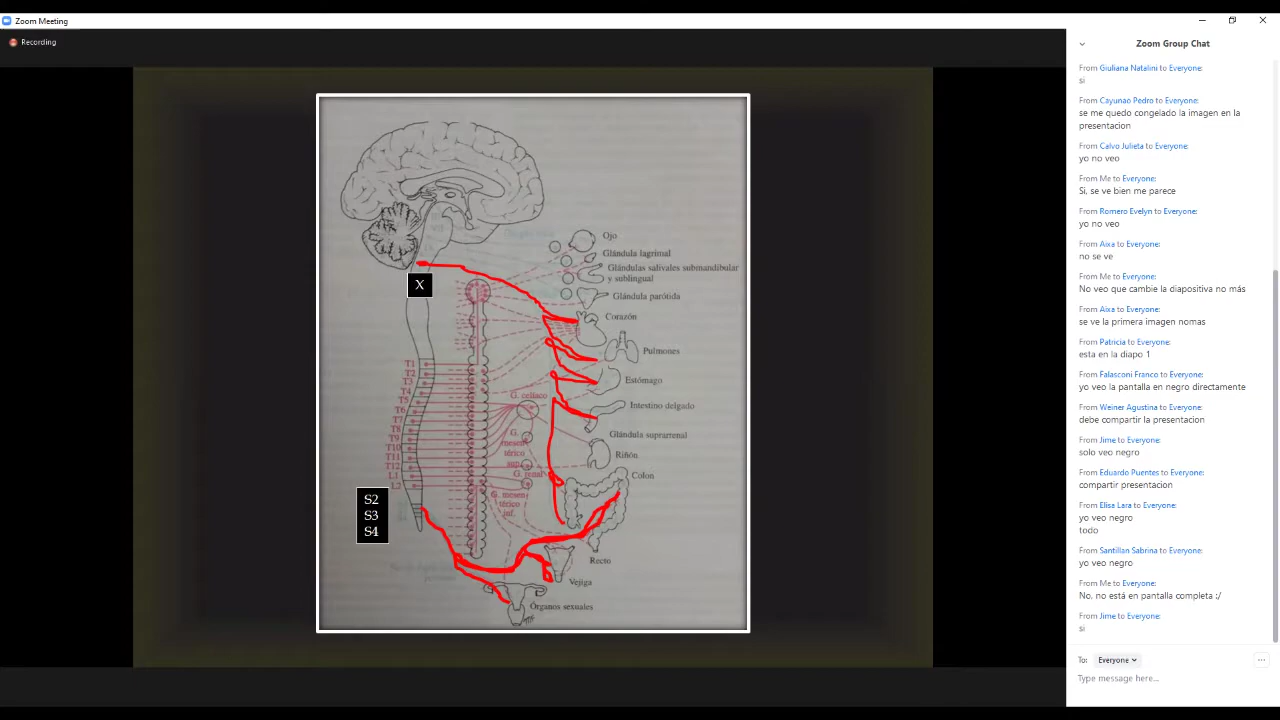 Zoom Meeting
Recording
X
S2
S3
S4
T1
T2
T3
T4
T5
T6
T7
T8
T9
T10
T11
T12
L1
L2
Ojo
Glándula lagrimal
Glándulas salivales submandibular
y sublingual
Glándula parótida
Corazón
Pulmones
Estómago
G. celíaco
Intestino delgado
G.
mesen
térico
sup.
Glándula suprarrenal
Riñón
G. renal
Colon
G. mesen
térico
inf.
Recto
Vejiga
Órganos sexuales
Zoom Group Chat
From Giuliana Natalini to Everyone:
si
From Cayunao Pedro to Everyone:
se me quedo congelado la imagen en la
presentacion
From Calvo Julieta to Everyone:
yo no veo
From Me to Everyone:
Si, se ve bien me parece
From Romero Evelyn to Everyone:
yo no veo
From Aixa to Everyone:
no se ve
From Me to Everyone:
No veo que cambie la diapositiva no más
From Aixa to Everyone:
se ve la primera imagen nomas
From Patricia to Everyone:
esta en la diapo 1
From Falasconi Franco to Everyone:
yo veo la pantalla en negro directamente
From Weiner Agustina to Everyone:
debe compartir la presentacion
From Jime to Everyone:
solo veo negro
From Eduardo Puentes to Everyone:
compartir presentacion
From Elisa Lara to Everyone:
yo veo negro
todo
From Santillan Sabrina to Everyone:
yo veo negro
From Me to Everyone:
No, no está en pantalla completa :/
From Jime to Everyone:
si
To: Everyone
Type message here...